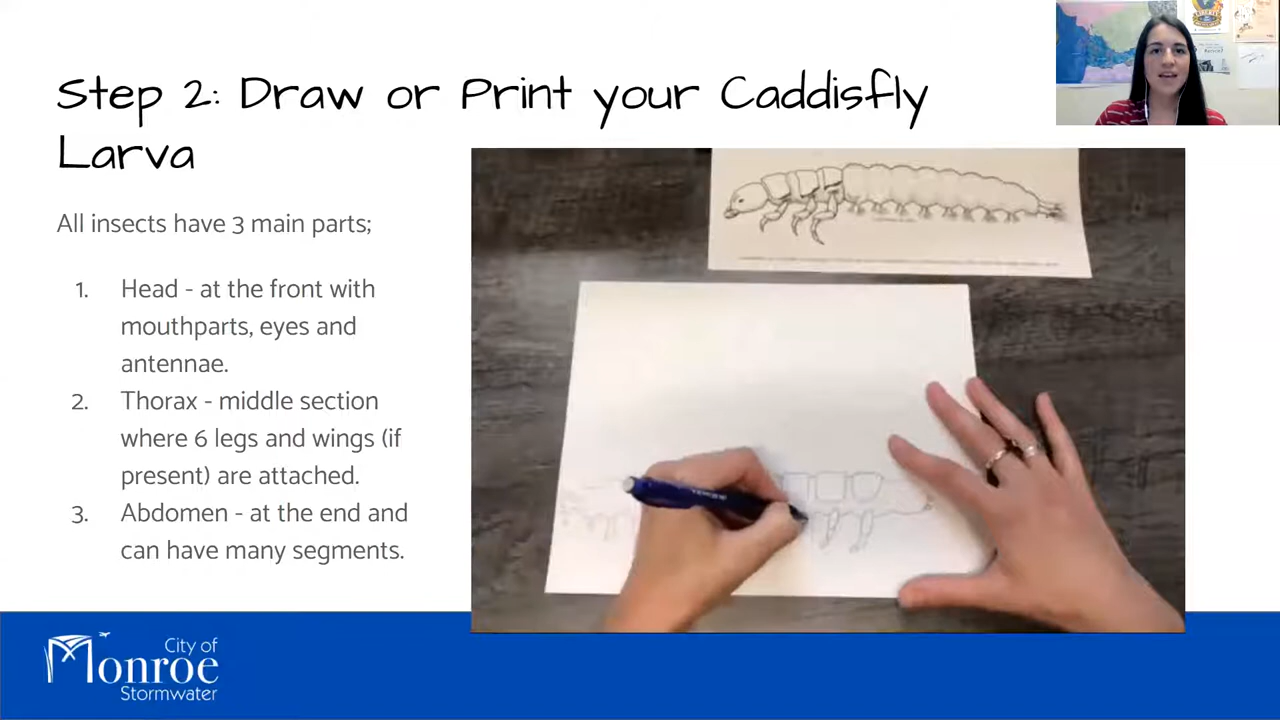 Step 2: Draw or Print your Caddisfly
Larva
All insects have 3 main parts;
1. Head - at the front with
mouthparts, eyes and
antennae.
2. Thorax - middle section
where 6 legs and wings (if
present) are attached.
3. Abdomen - at the end and
can have many segments.
City of
Monroe
Stormwater